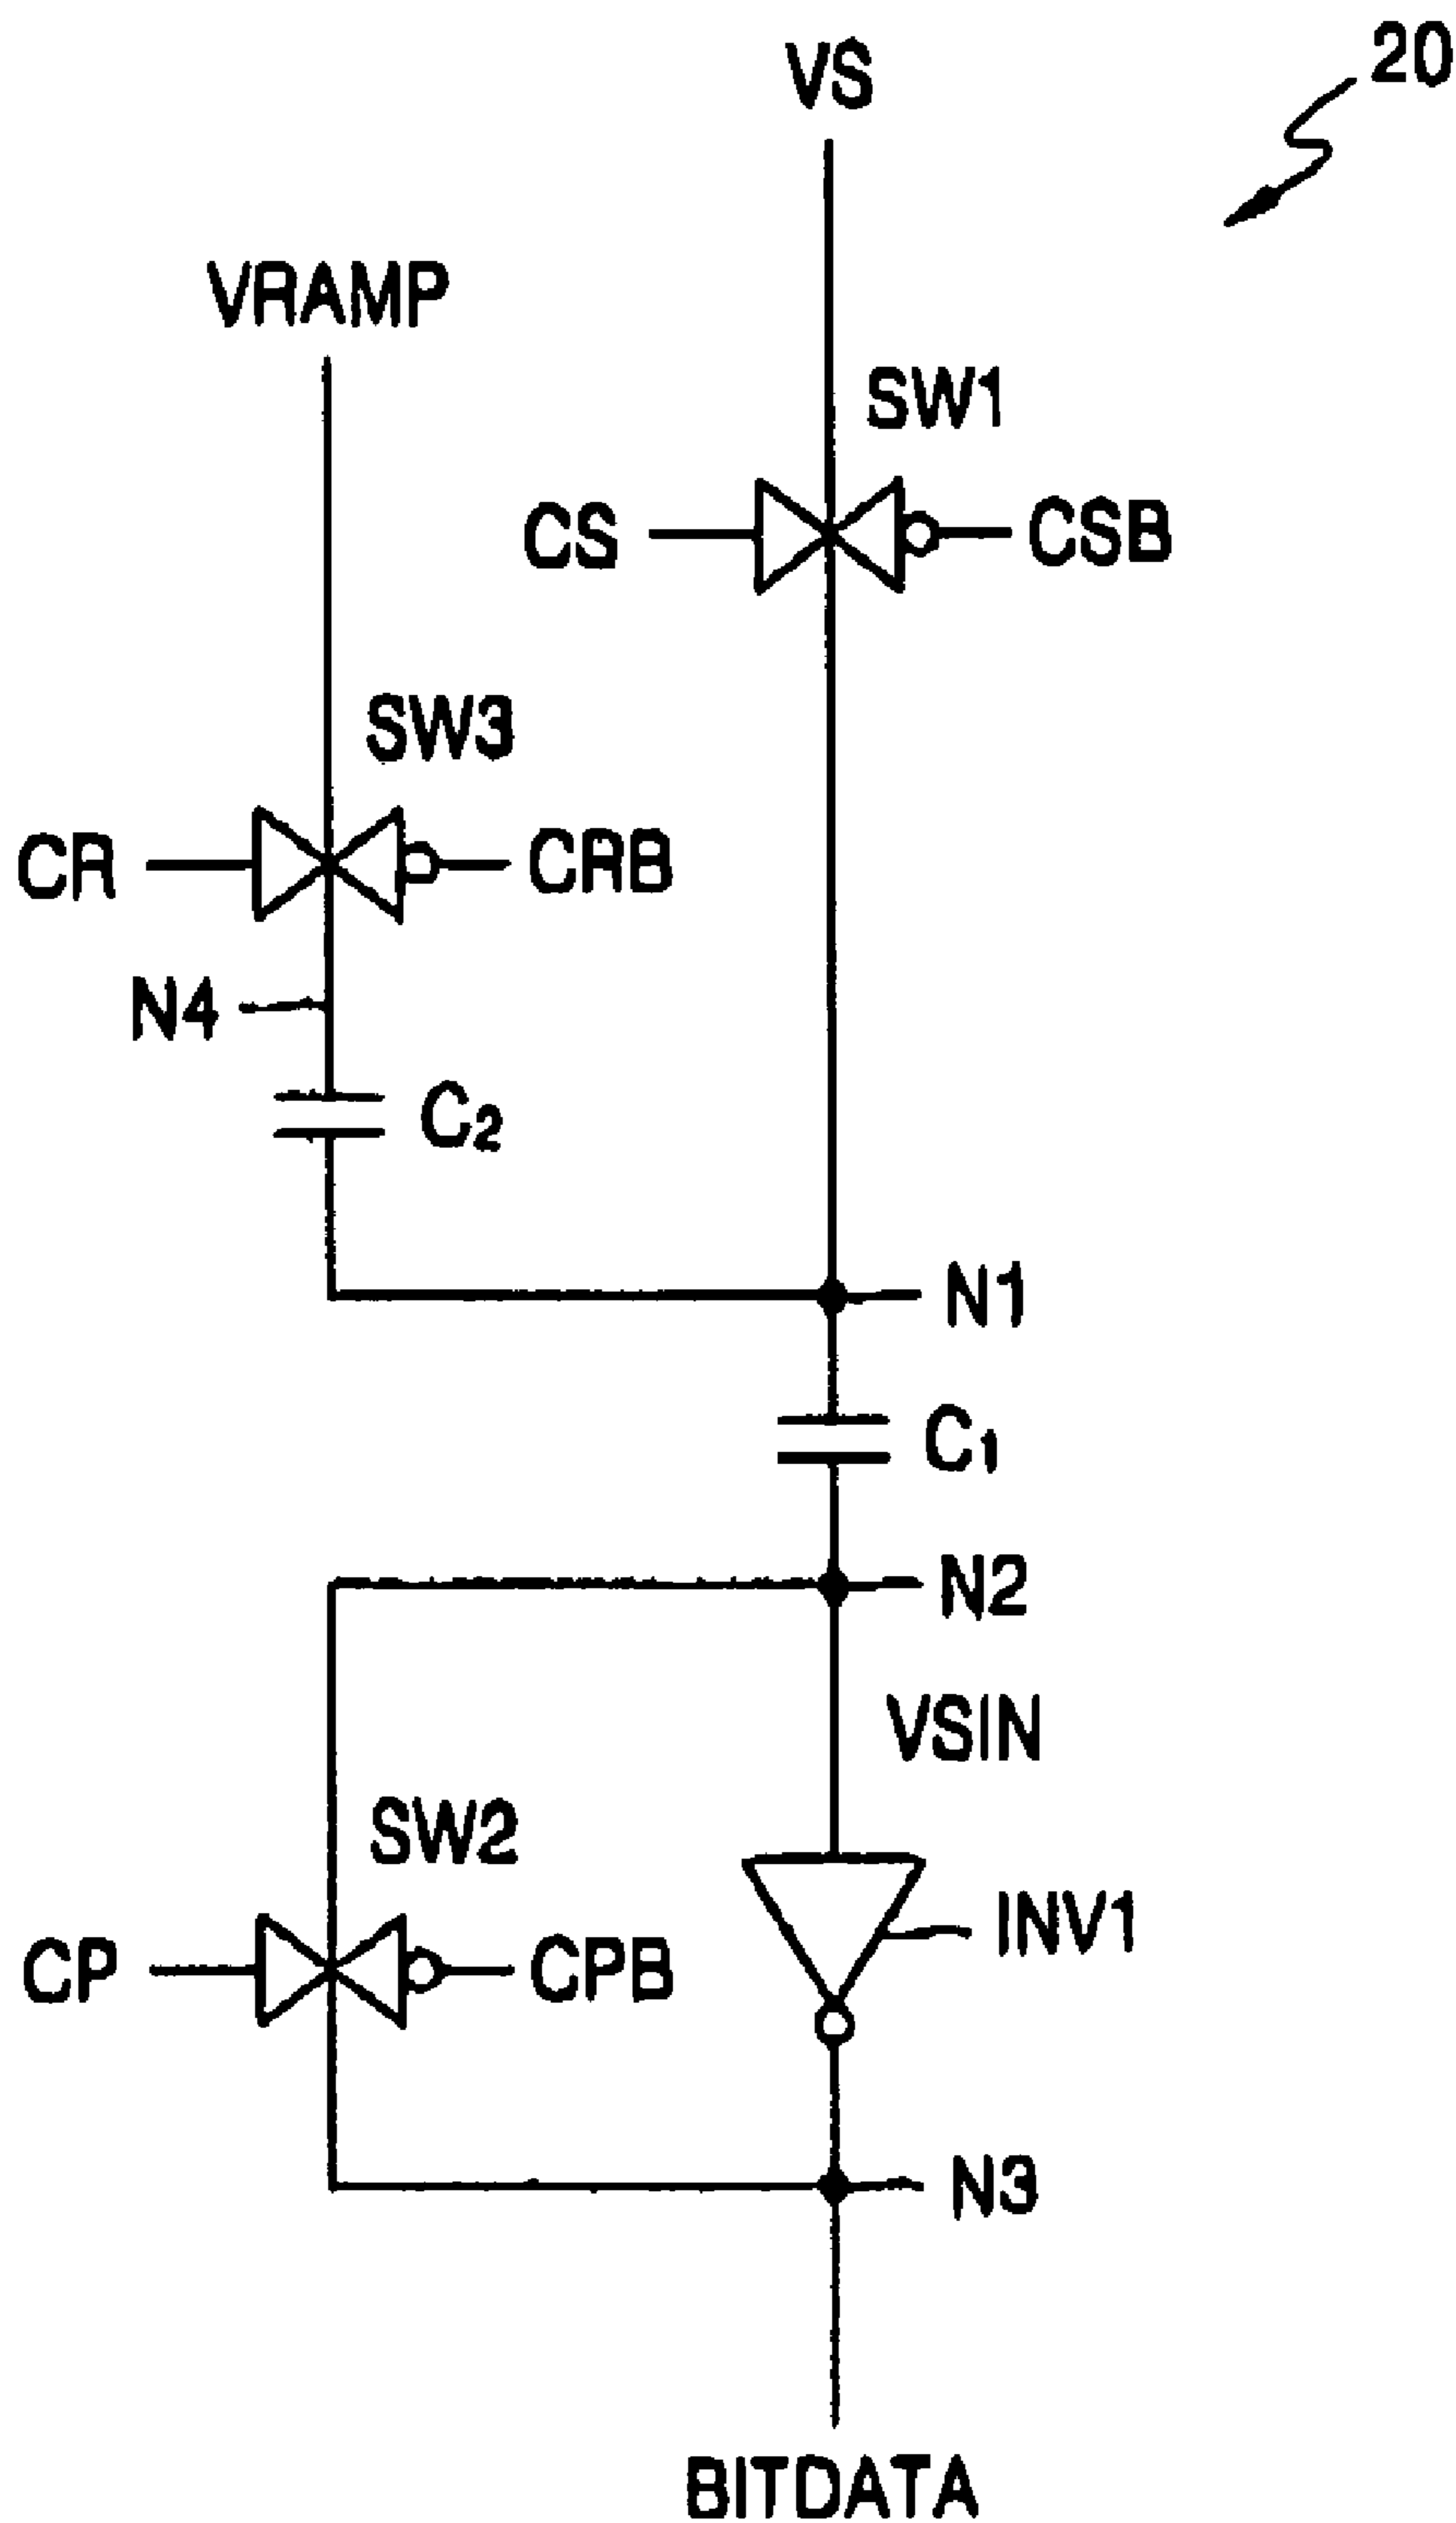 20
VS
VRAMP
SW1
CS
CSB
SW3
CR
CRB
N4
C2
N1
C1
N2
VSIN
SW2
INV1
CP
CPB
N3
BITDATA